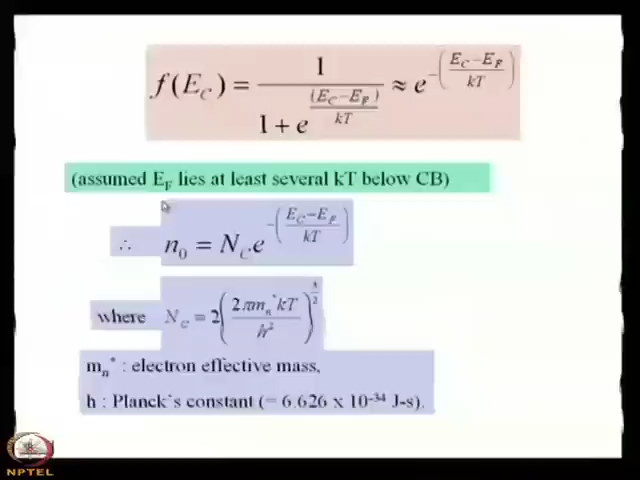 f(E_C) = 1 / (1 + e^((E_C−E_F)/kT)) ≈ e^−((E_C−E_F)/kT)
(assumed E_F lies at least several kT below CB)
∴ n_0 = N_C.e^−((E_C−E_F)/kT)
where N_C = 2(2πm_n*kT / h²)^(3/2)
m_n* : electron effective mass,
h : Planck's constant (= 6.626 x 10^-34 J-s).
NPTEL